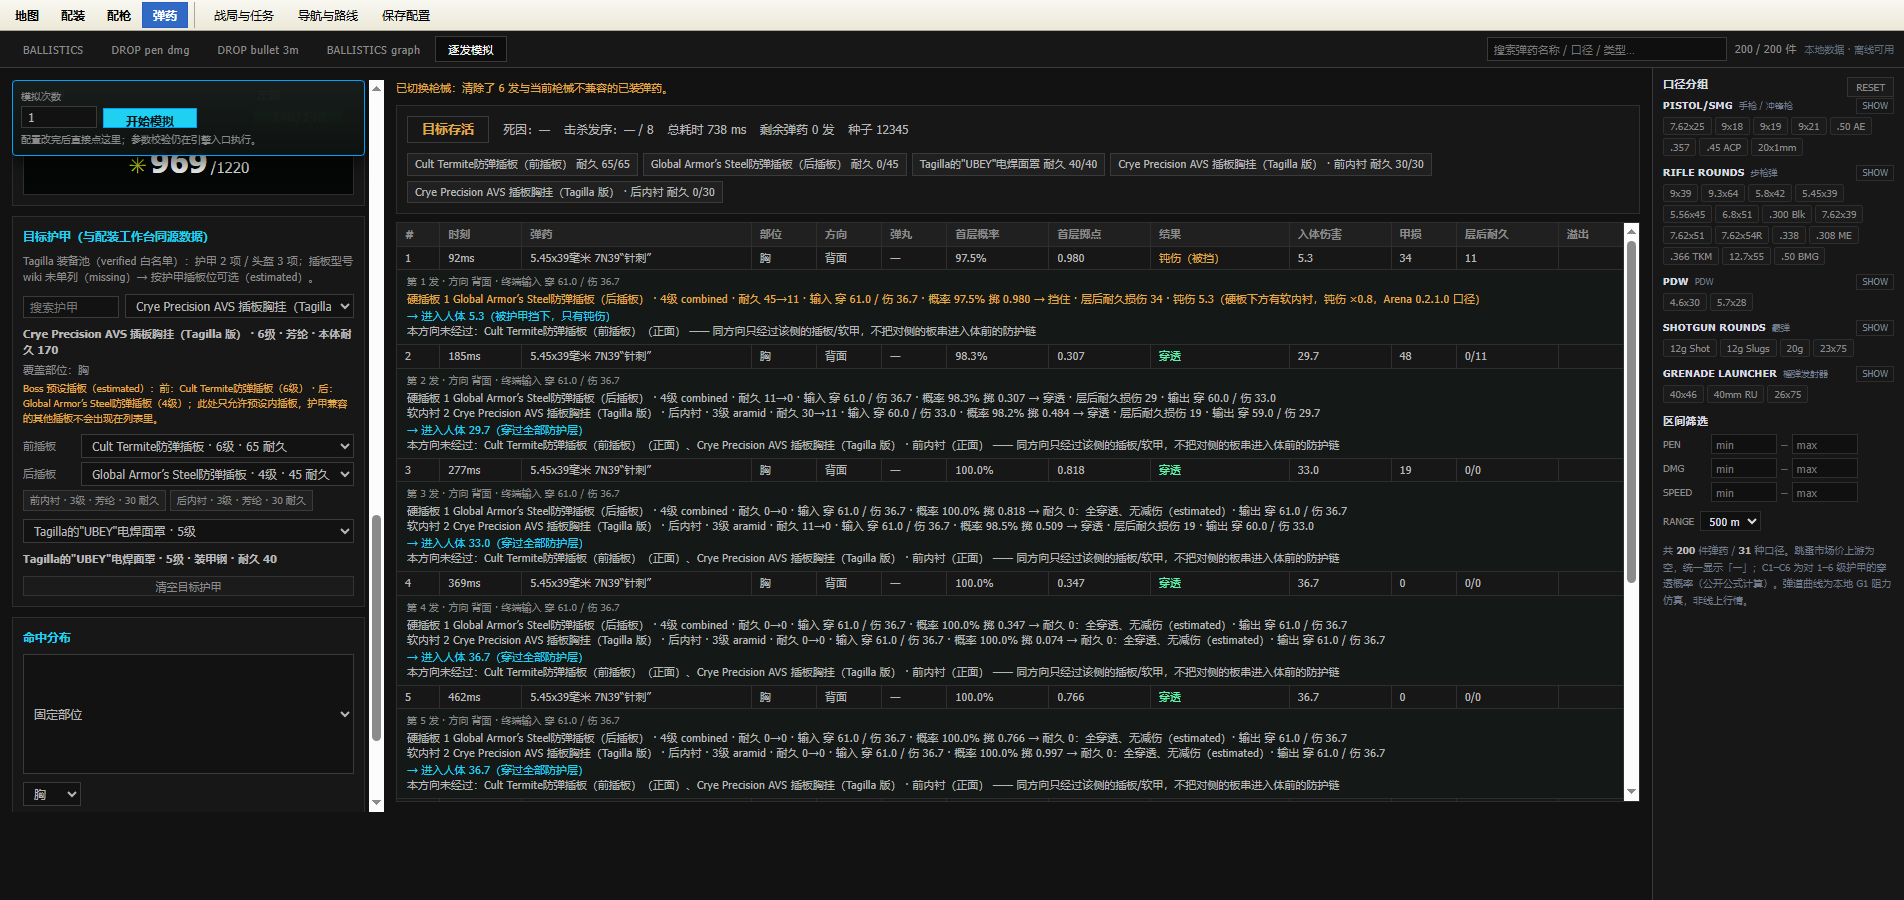 地图 配装 配枪 弹药 战局与任务 导航与路线 保存配置
BALLISTICS DROP pen dmg DROP bullet 3m BALLISTICS graph 逐发模拟 搜索弹药名称 / 口径 / 类型... 200 / 200 件 本地数据 · 离线可用
模拟次数
1 开始模拟
配置改完后直接点这里；参数校验仍在引擎入口执行。
969 /1220
目标护甲（与配装工作台同源数据）
Tagilla 装备池（verified 白名单）：护甲 2 项 / 头盔 3 项；插板型号
wiki 未单列（missing）→ 按护甲插板位可选（estimated）。
搜索护甲 Crye Precision AVS 插板胸挂（Tagilla
Crye Precision AVS 插板胸挂（Tagilla 版） · 6级 · 芳纶 · 本体耐
久 170
覆盖部位：胸
Boss 预设插板（estimated）：前：Cult Termite防弹插板（6级） · 后：
Global Armor's Steel防弹插板（4级）；此处只允许预设内插板，护甲兼容
的其他插板不会出现在列表里。
前插板 Cult Termite防弹插板 · 6级 · 65 耐久
后插板 Global Armor's Steel防弹插板 · 4级 · 45 耐久
前内衬 · 3级 · 芳纶 · 30 耐久 后内衬 · 3级 · 芳纶 · 30 耐久
Tagilla的"UBEY"电焊面罩 · 5级
Tagilla的"UBEY"电焊面罩 · 5级 · 装甲钢 · 耐久 40
清空目标护甲
命中分布
固定部位
胸
已切换枪械：清除了 6 发与当前枪械不兼容的已装弹药。
目标存活 死因：— 击杀发序：— / 8 总耗时 738 ms 剩余弹药 0 发 种子 12345
Cult Termite防弹插板（前插板） 耐久 65/65 Global Armor's Steel防弹插板（后插板） 耐久 0/45 Tagilla的"UBEY"电焊面罩 耐久 40/40 Crye Precision AVS 插板胸挂（Tagilla 版） · 前内衬 耐久 30/30
Crye Precision AVS 插板胸挂（Tagilla 版） · 后内衬 耐久 0/30
# 时刻 弹药 部位 方向 弹丸 首层概率 首层掷点 结果 入体伤害 甲损 层后耐久 溢出
1 92ms 5.45x39毫米 7N39“针刺” 胸 背面 — 97.5% 0.980 钝伤（被挡） 5.3 34 11
第 1 发 · 方向 背面 · 终端输入 穿 61.0 / 伤 36.7
硬插板 1 Global Armor's Steel防弹插板（后插板） · 4级 combined · 耐久 45→11 · 输入 穿 61.0 / 伤 36.7 · 概率 97.5% 掷 0.980 → 挡住 · 层后耐久损伤 34 · 钝伤 5.3（硬板下方有软内衬，钝伤 ×0.8，Arena 0.2.1.0 口径）
→ 进入人体 5.3（被护甲挡下，只有钝伤）
本方向未经过：Cult Termite防弹插板（前插板）（正面） —— 同方向只经过该侧的插板/软甲，不把对侧的板串进入体前的防护链
2 185ms 5.45x39毫米 7N39“针刺” 胸 背面 — 98.3% 0.307 穿透 29.7 48 0/11
第 2 发 · 方向 背面 · 终端输入 穿 61.0 / 伤 36.7
硬插板 1 Global Armor's Steel防弹插板（后插板） · 4级 combined · 耐久 11→0 · 输入 穿 61.0 / 伤 36.7 · 概率 98.3% 掷 0.307 → 穿透 · 层后耐久损伤 29 · 输出 穿 60.0 / 伤 33.0
软内衬 2 Crye Precision AVS 插板胸挂（Tagilla 版） · 后内衬 · 3级 aramid · 耐久 30→11 · 输入 穿 60.0 / 伤 33.0 · 概率 98.2% 掷 0.484 → 穿透 · 层后耐久损伤 19 · 输出 穿 59.0 / 伤 29.7
→ 进入人体 29.7（穿过全部防护层）
本方向未经过：Cult Termite防弹插板（前插板）（正面）、Crye Precision AVS 插板胸挂（Tagilla 版） · 前内衬（正面） —— 同方向只经过该侧的插板/软甲，不把对侧的板串进入体前的防护链
3 277ms 5.45x39毫米 7N39“针刺” 胸 背面 — 100.0% 0.818 穿透 33.0 19 0/0
第 3 发 · 方向 背面 · 终端输入 穿 61.0 / 伤 36.7
硬插板 1 Global Armor's Steel防弹插板（后插板） · 4级 combined · 耐久 0→0 · 输入 穿 61.0 / 伤 36.7 · 概率 100.0% 掷 0.818 → 耐久 0：全穿透、无减伤（estimated） · 输出 穿 61.0 / 伤 36.7
软内衬 2 Crye Precision AVS 插板胸挂（Tagilla 版） · 后内衬 · 3级 aramid · 耐久 11→0 · 输入 穿 61.0 / 伤 36.7 · 概率 98.5% 掷 0.509 → 穿透 · 层后耐久损伤 19 · 输出 穿 60.0 / 伤 33.0
→ 进入人体 33.0（穿过全部防护层）
本方向未经过：Cult Termite防弹插板（前插板）（正面）、Crye Precision AVS 插板胸挂（Tagilla 版） · 前内衬（正面） —— 同方向只经过该侧的插板/软甲，不把对侧的板串进入体前的防护链
4 369ms 5.45x39毫米 7N39“针刺” 胸 背面 — 100.0% 0.347 穿透 36.7 0 0/0
第 4 发 · 方向 背面 · 终端输入 穿 61.0 / 伤 36.7
硬插板 1 Global Armor's Steel防弹插板（后插板） · 4级 combined · 耐久 0→0 · 输入 穿 61.0 / 伤 36.7 · 概率 100.0% 掷 0.347 → 耐久 0：全穿透、无减伤（estimated） · 输出 穿 61.0 / 伤 36.7
软内衬 2 Crye Precision AVS 插板胸挂（Tagilla 版） · 后内衬 · 3级 aramid · 耐久 0→0 · 输入 穿 61.0 / 伤 36.7 · 概率 100.0% 掷 0.074 → 耐久 0：全穿透、无减伤（estimated） · 输出 穿 61.0 / 伤 36.7
→ 进入人体 36.7（穿过全部防护层）
本方向未经过：Cult Termite防弹插板（前插板）（正面）、Crye Precision AVS 插板胸挂（Tagilla 版） · 前内衬（正面） —— 同方向只经过该侧的插板/软甲，不把对侧的板串进入体前的防护链
5 462ms 5.45x39毫米 7N39“针刺” 胸 背面 — 100.0% 0.766 穿透 36.7 0 0/0
第 5 发 · 方向 背面 · 终端输入 穿 61.0 / 伤 36.7
硬插板 1 Global Armor's Steel防弹插板（后插板） · 4级 combined · 耐久 0→0 · 输入 穿 61.0 / 伤 36.7 · 概率 100.0% 掷 0.766 → 耐久 0：全穿透、无减伤（estimated） · 输出 穿 61.0 / 伤 36.7
软内衬 2 Crye Precision AVS 插板胸挂（Tagilla 版） · 后内衬 · 3级 aramid · 耐久 0→0 · 输入 穿 61.0 / 伤 36.7 · 概率 100.0% 掷 0.997 → 耐久 0：全穿透、无减伤（estimated） · 输出 穿 61.0 / 伤 36.7
→ 进入人体 36.7（穿过全部防护层）
本方向未经过：Cult Termite防弹插板（前插板）（正面）、Crye Precision AVS 插板胸挂（Tagilla 版） · 前内衬（正面） —— 同方向只经过该侧的插板/软甲，不把对侧的板串进入体前的防护链
口径分组 RESET
PISTOL/SMG 手枪 / 冲锋枪 SHOW
7.62x25 9x18 9x19 9x21 .50 AE
.357 .45 ACP 20x1mm
RIFLE ROUNDS 步枪弹 SHOW
9x39 9.3x64 5.8x42 5.45x39
5.56x45 6.8x51 .300 Blk 7.62x39
7.62x51 7.62x54R .338 .308 ME
.366 TKM 12.7x55 .50 BMG
PDW PDW SHOW
4.6x30 5.7x28
SHOTGUN ROUNDS 霰弹 SHOW
12g Shot 12g Slugs 20g 23x75
GRENADE LAUNCHER 榴弹发射器 SHOW
40x46 40mm RU 26x75
区间筛选
PEN min — max
DMG min — max
SPEED min — max
RANGE 500 m
共 200 件弹药 / 31 种口径。跳蚤市场价上游为
空，统一显示「—」；C1–C6 为对 1–6 级护甲的穿
透概率（公开公式计算）。弹道曲线为本地 G1 阻力
仿真，非线上行情。